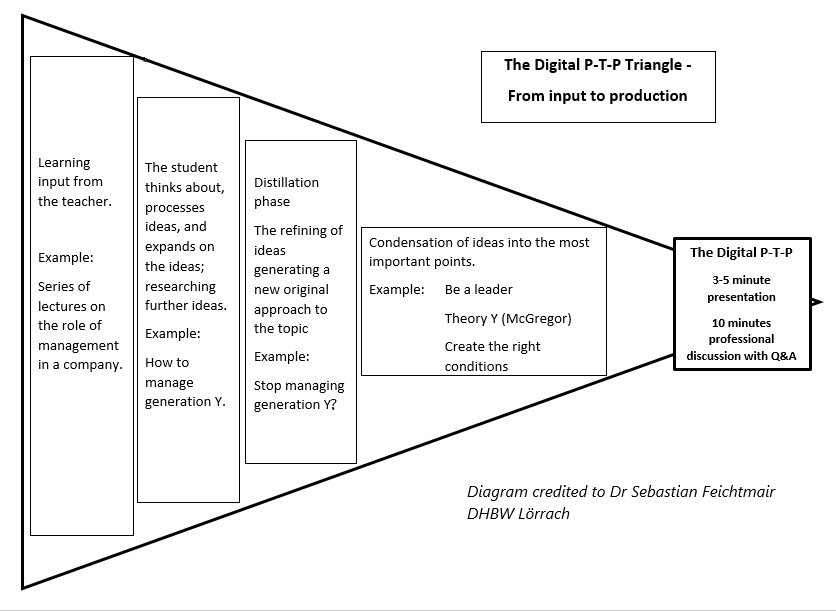 The Digital P-T-P Triangle -
From input to production
Learning
input from
the teacher.
Example:
Series of
lectures on
the role of
management
in a company.
The student
thinks about,
processes
ideas, and
expands on
the ideas;
researching
further ideas.
Example:
How to
manage
generation Y.
Distillation
phase
The refining of
ideas
generating a
new original
approach to
the topic
Example:
Stop managing
generation Y?
Condensation of ideas into the most
important points.
Example: Be a leader
Theory Y (McGregor)
Create the right
conditions
The Digital P-T-P
3-5 minute
presentation
10 minutes
professional
discussion with Q&A
Diagram credited to Dr Sebastian Feichtmair
DHBW Lörrach